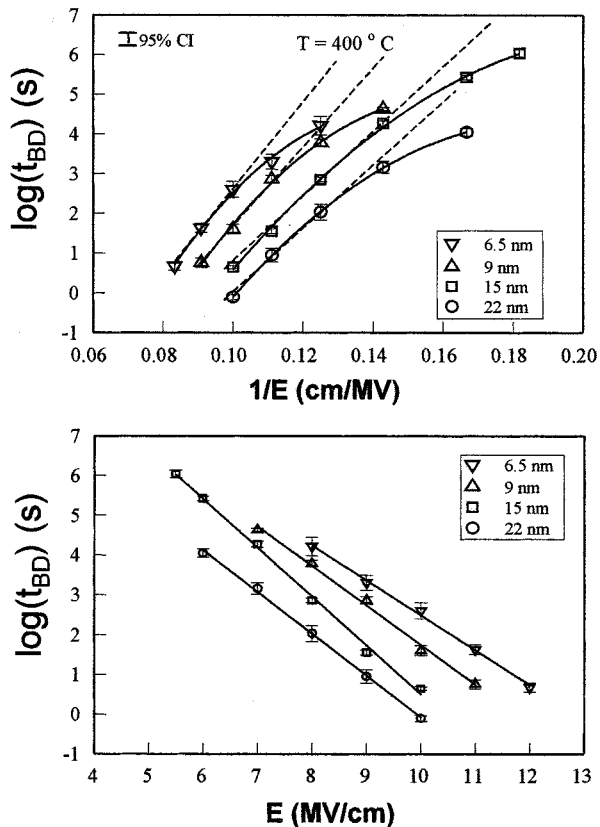 95% CI
T = 400 ° C
log(tBD) (s)
7
6
5
4
3
2
1
0
-1
6.5 nm
9 nm
15 nm
22 nm
0.06 0.08 0.10 0.12 0.14 0.16 0.18 0.20
1/E (cm/MV)
log(tBD) (s)
7
6
5
4
3
2
1
0
-1
6.5 nm
9 nm
15 nm
22 nm
4 5 6 7 8 9 10 11 12 13
E (MV/cm)